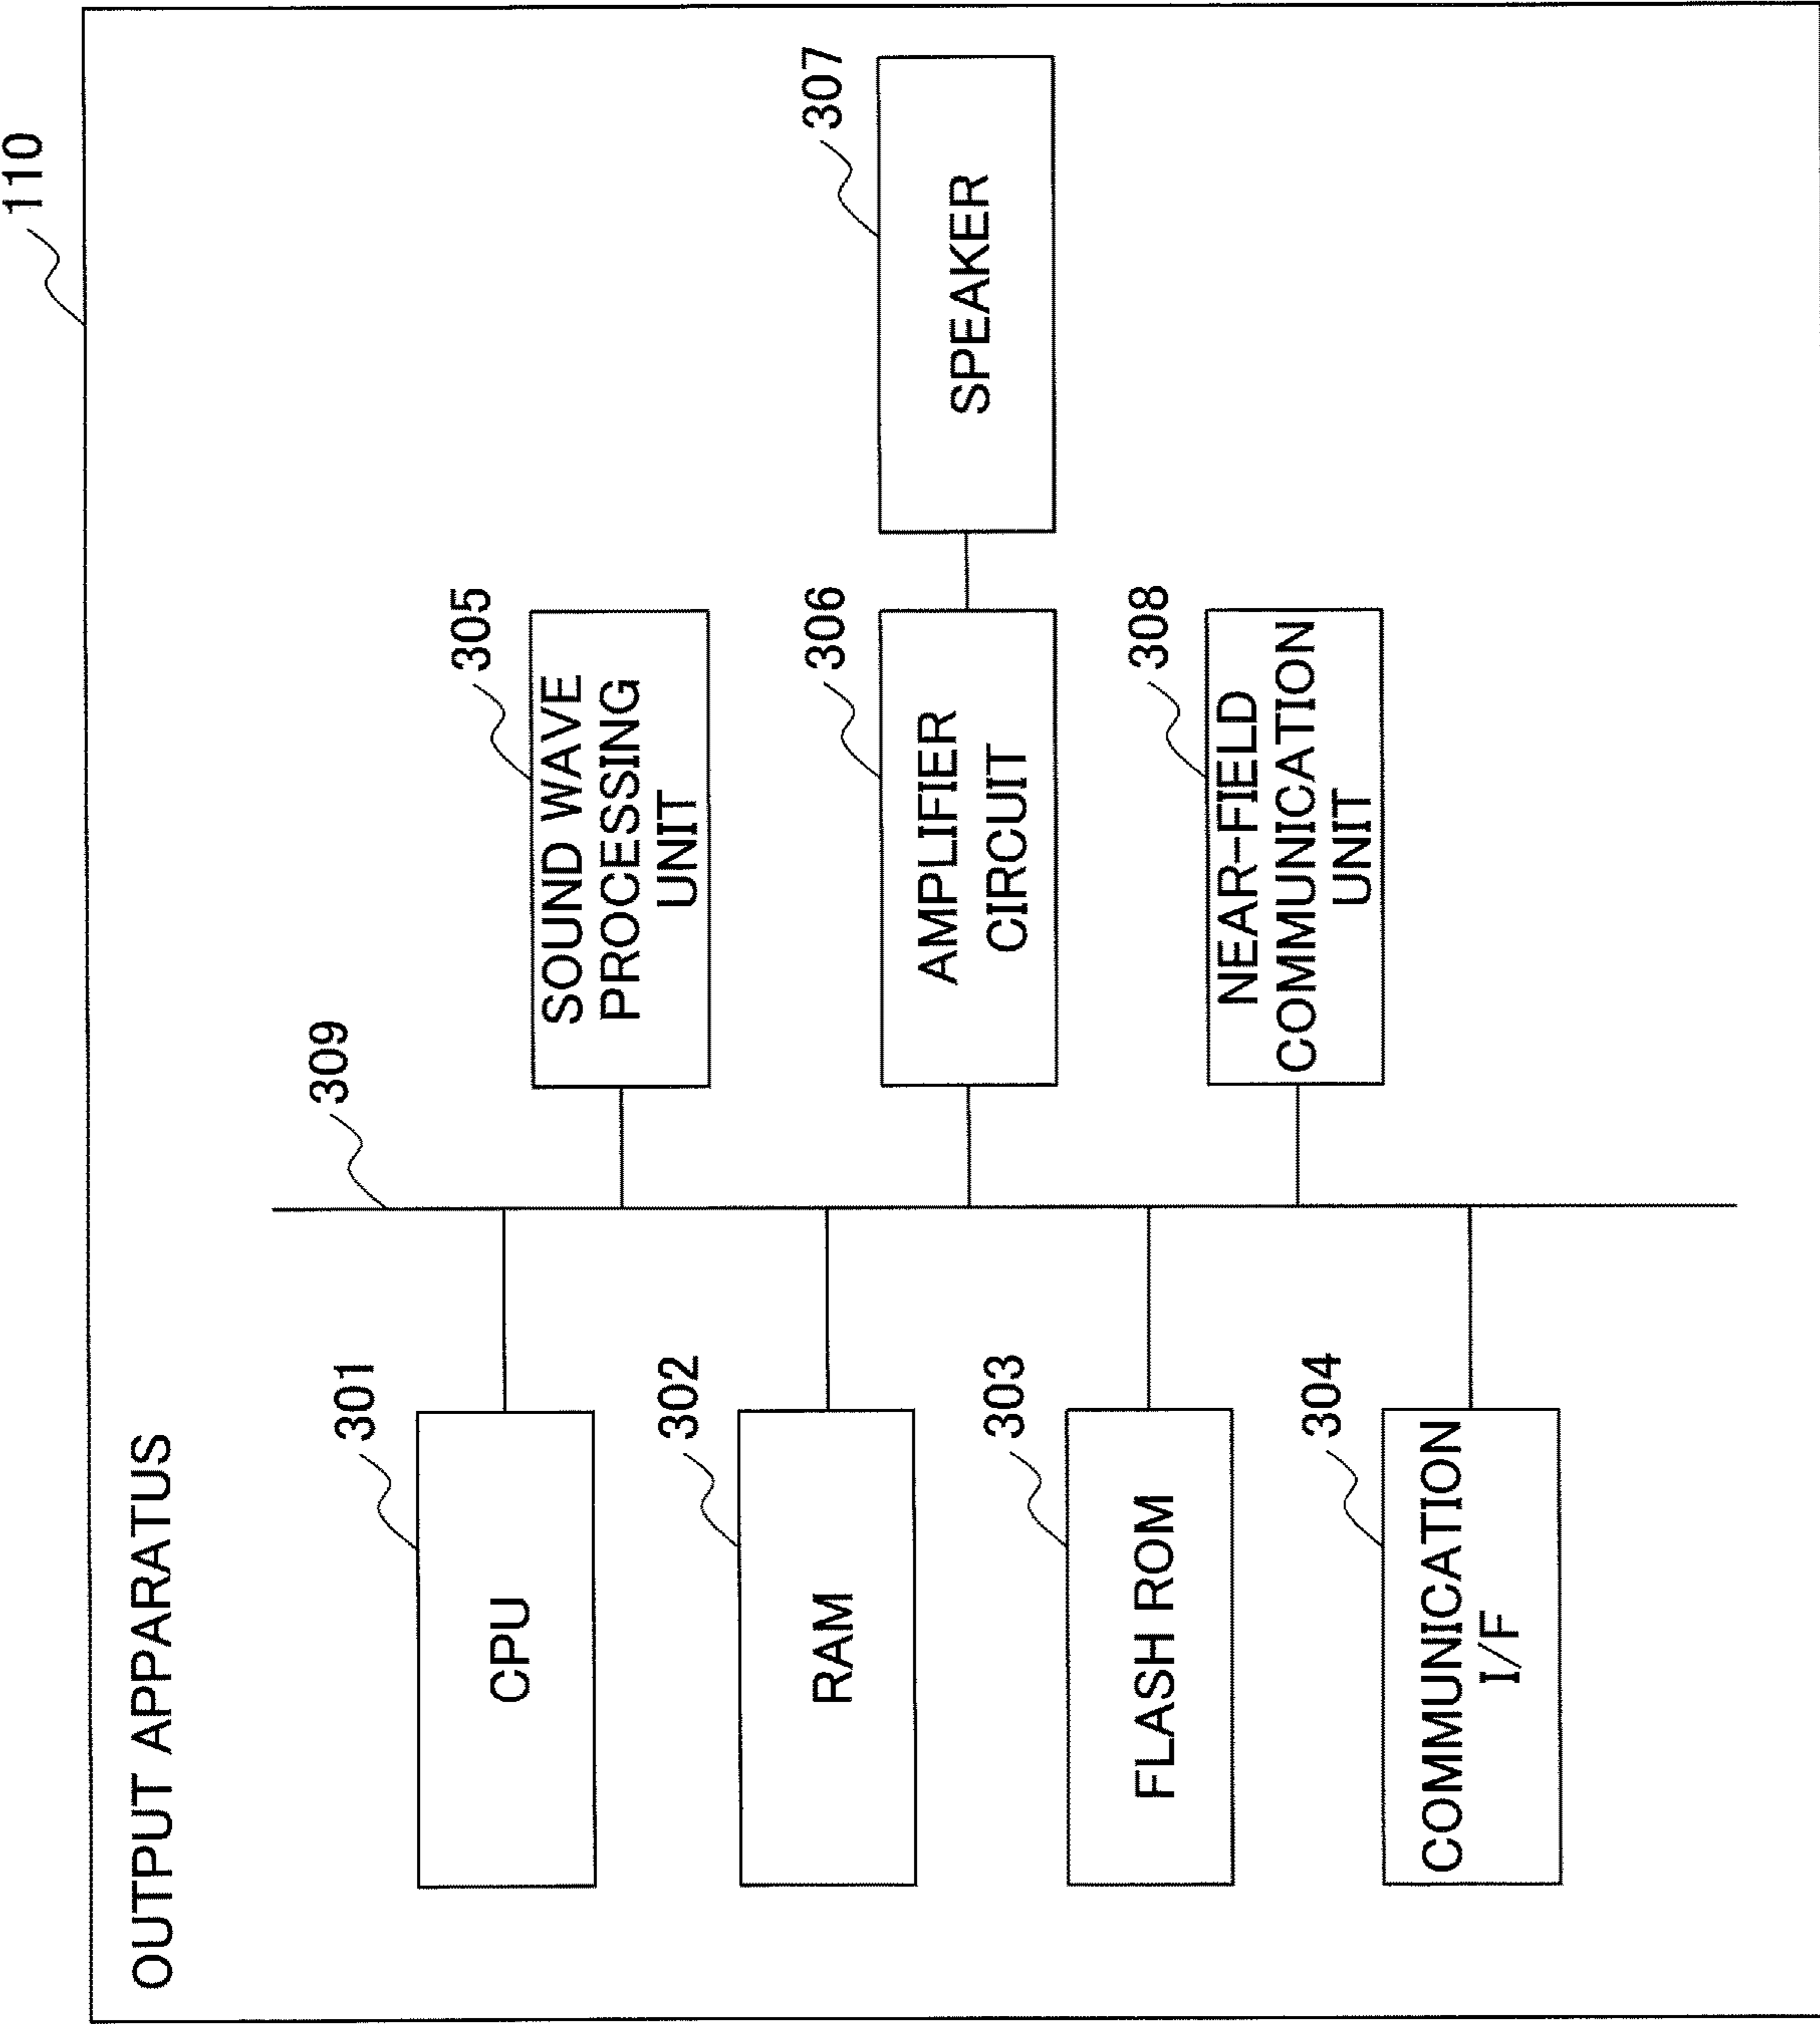 110
OUTPUT APPARATUS
301
CPU
302
RAM
303
FLASH ROM
304
COMMUNICATION
I/F
309
305
SOUND WAVE
PROCESSING
UNIT
306
AMPLIFIER
CIRCUIT
307
SPEAKER
308
NEAR-FIELD
COMMUNICATION
UNIT